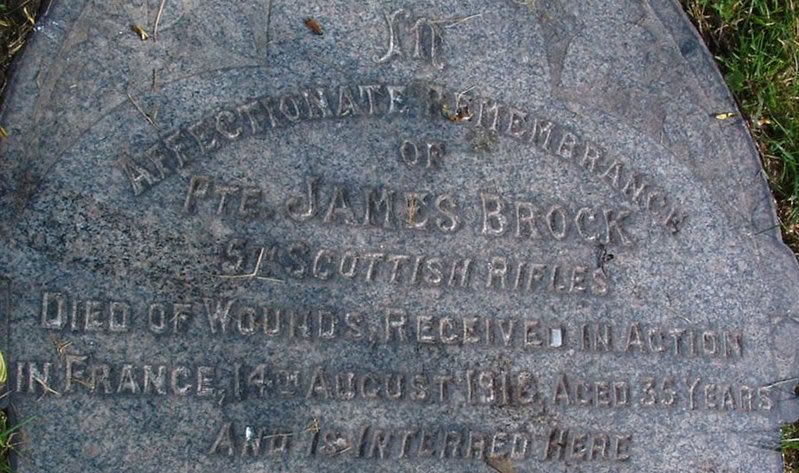 In
Affectionate Remembrance
of
Pte. James Brock
5th Scottish Rifles
Died of Wounds, Received in Action
in France, 14th August 1916, Aged 35 Years
And is Interred Here